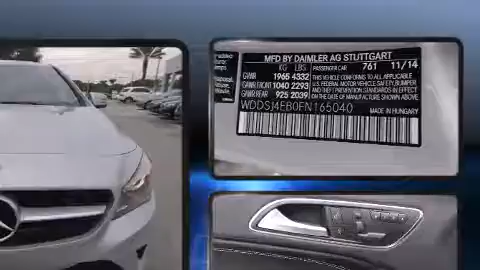 MFD BY DAIMLER AG STUTTGART
KG LBS PASSENGER CAR 761 11/14
GVWR 1965 4332
GAWR FRONT 1040 2293
GAWR REAR 925 2039
THIS VEHICLE CONFORMS TO ALL APPLICABLE
FEDERAL MOTOR VEHICLE SAFETY, BUMPER
AND THEFT PREVENTION STANDARDS IN EFFECT
ON THE DATE OF MANUFACTURE SHOWN ABOVE.
WDDSJ4EB0FN165040
MADE IN HUNGARY